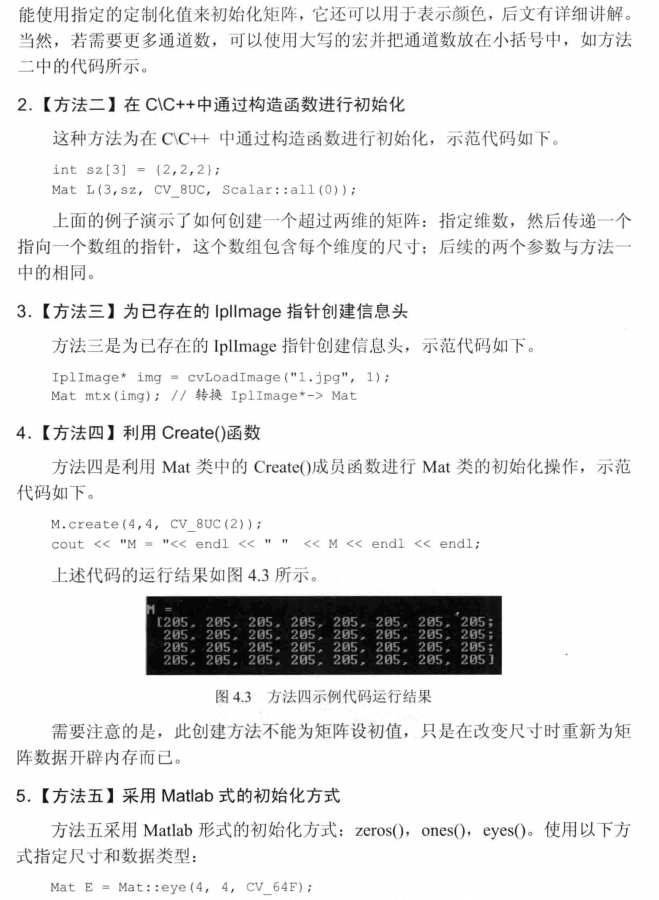 能使用指定的定制化值来初始化矩阵，它还可以用于表示颜色，后文有详细讲解。
当然，若需要更多通道数，可以使用大写的宏并把通道数放在小括号中，如方法
二中的代码所示。
2.【方法二】在 C\C++中通过构造函数进行初始化
这种方法为在 C\C++ 中通过构造函数进行初始化，示范代码如下。
int sz[3] = {2,2,2};
Mat L(3,sz, CV_8UC, Scalar::all(0));
上面的例子演示了如何创建一个超过两维的矩阵：指定维数，然后传递一个
指向一个数组的指针，这个数组包含每个维度的尺寸；后续的两个参数与方法一
中的相同。
3.【方法三】为已存在的 IplImage 指针创建信息头
方法三是为已存在的 IplImage 指针创建信息头，示范代码如下。
IplImage* img = cvLoadImage("1.jpg", 1);
Mat mtx(img); // 转换 IplImage*-> Mat
4.【方法四】利用 Create()函数
方法四是利用 Mat 类中的 Create()成员函数进行 Mat 类的初始化操作，示范
代码如下。
M.create(4,4, CV_8UC(2));
cout << "M = "<< endl << " " << M << endl << endl;
上述代码的运行结果如图 4.3 所示。
M =
[205, 205, 205, 205, 205, 205, 205, 205;
205, 205, 205, 205, 205, 205, 205, 205;
205, 205, 205, 205, 205, 205, 205, 205;
205, 205, 205, 205, 205, 205, 205, 205]
图 4.3 方法四示例代码运行结果
需要注意的是，此创建方法不能为矩阵设初值，只是在改变尺寸时重新为矩
阵数据开辟内存而已。
5.【方法五】采用 Matlab 式的初始化方式
方法五采用 Matlab 形式的初始化方式：zeros()，ones()，eyes()。使用以下方
式指定尺寸和数据类型：
Mat E = Mat::eye(4, 4, CV_64F);